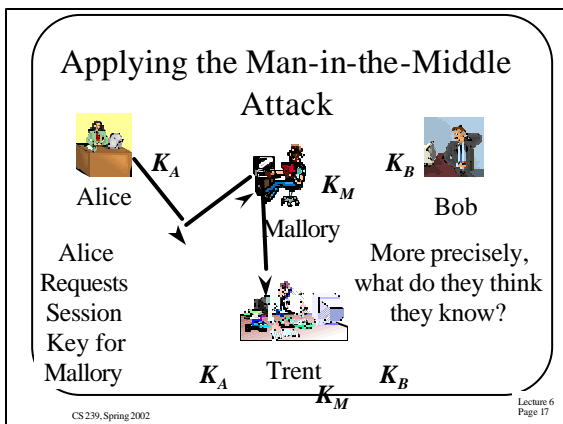 Applying the Man-in-the-Middle
Attack
K_A
K_M
K_B
Alice
Mallory
Bob
Alice
Requests
Session
Key for
Mallory
More precisely,
what do they think
they know?
K_A
Trent
K_M
K_B
CS 239, Spring 2002
Lecture 6
Page 17